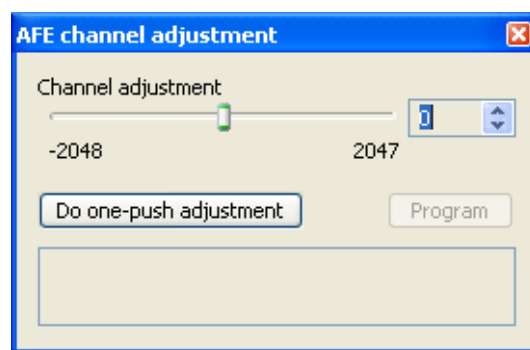 AFE channel adjustment
Channel adjustment
0
-2048 2047
Do one-push adjustment Program